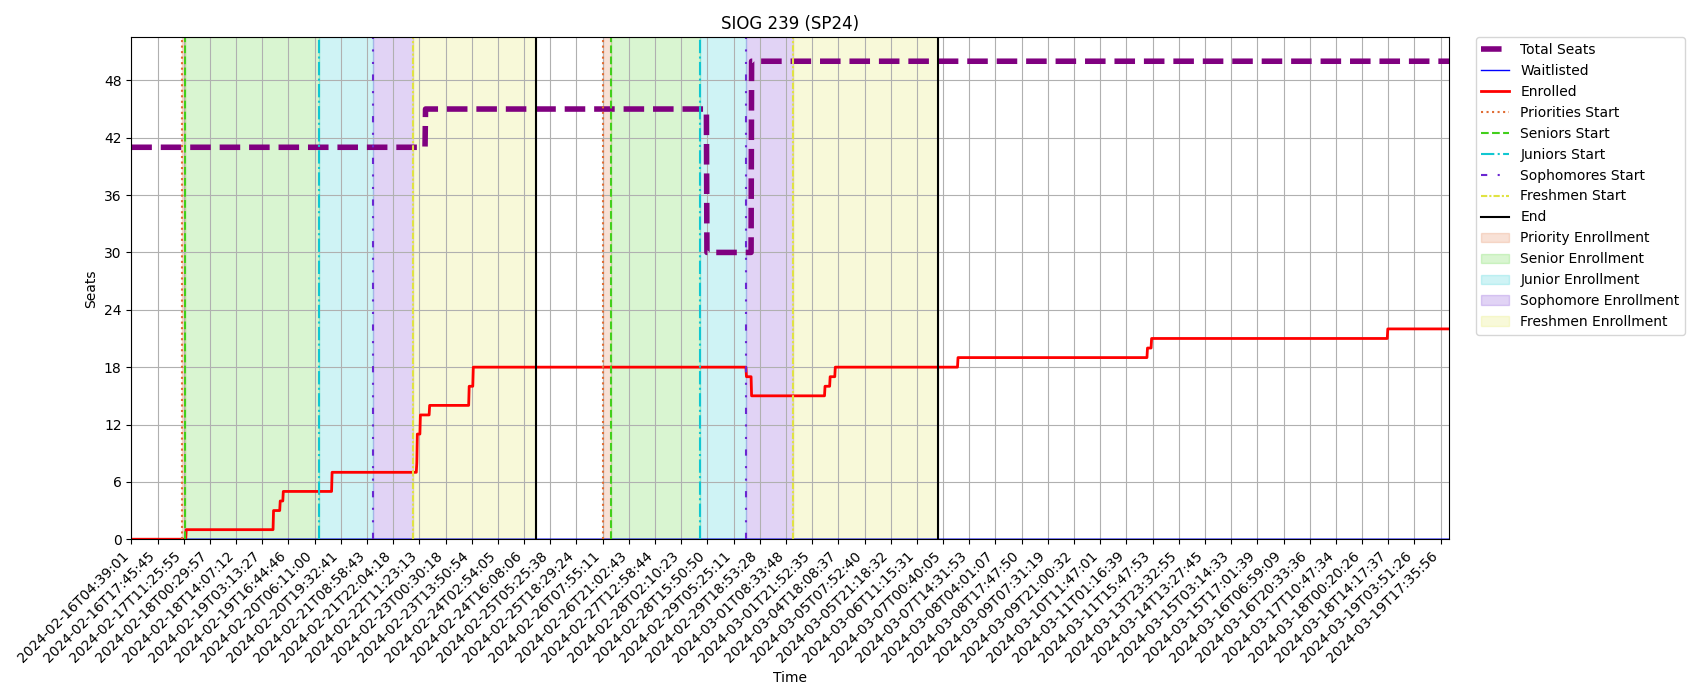 SIOG 239 (SP24)
Seats
48
42
36
30
24
18
12
6
0
2024-02-16T04:39:01
2024-02-16T17:45:45
2024-02-17T11:25:55
2024-02-18T00:29:57
2024-02-18T14:07:12
2024-02-19T03:13:27
2024-02-19T16:44:46
2024-02-20T06:11:00
2024-02-20T19:32:41
2024-02-21T08:58:43
2024-02-21T22:04:18
2024-02-22T11:23:13
2024-02-23T00:30:18
2024-02-23T13:50:54
2024-02-24T02:54:05
2024-02-24T16:08:06
2024-02-25T05:25:38
2024-02-25T18:29:24
2024-02-26T07:55:11
2024-02-26T21:02:43
2024-02-27T12:58:44
2024-02-28T02:10:23
2024-02-28T15:50:50
2024-02-29T05:25:11
2024-02-29T18:53:28
2024-03-01T08:33:48
2024-03-01T21:52:35
2024-03-04T18:08:37
2024-03-05T07:52:40
2024-03-05T21:18:32
2024-03-06T11:15:31
2024-03-07T00:40:05
2024-03-07T14:31:53
2024-03-08T04:01:07
2024-03-08T17:47:50
2024-03-09T07:31:19
2024-03-09T21:00:32
2024-03-10T11:47:01
2024-03-11T01:16:39
2024-03-11T15:47:53
2024-03-13T23:32:55
2024-03-14T13:27:45
2024-03-15T03:14:33
2024-03-15T17:01:39
2024-03-16T06:59:09
2024-03-16T20:33:36
2024-03-17T10:47:34
2024-03-18T00:20:26
2024-03-18T14:17:37
2024-03-19T03:51:26
2024-03-19T17:35:56
Time
Total Seats
Waitlisted
Enrolled
Priorities Start
Seniors Start
Juniors Start
Sophomores Start
Freshmen Start
End
Priority Enrollment
Senior Enrollment
Junior Enrollment
Sophomore Enrollment
Freshmen Enrollment